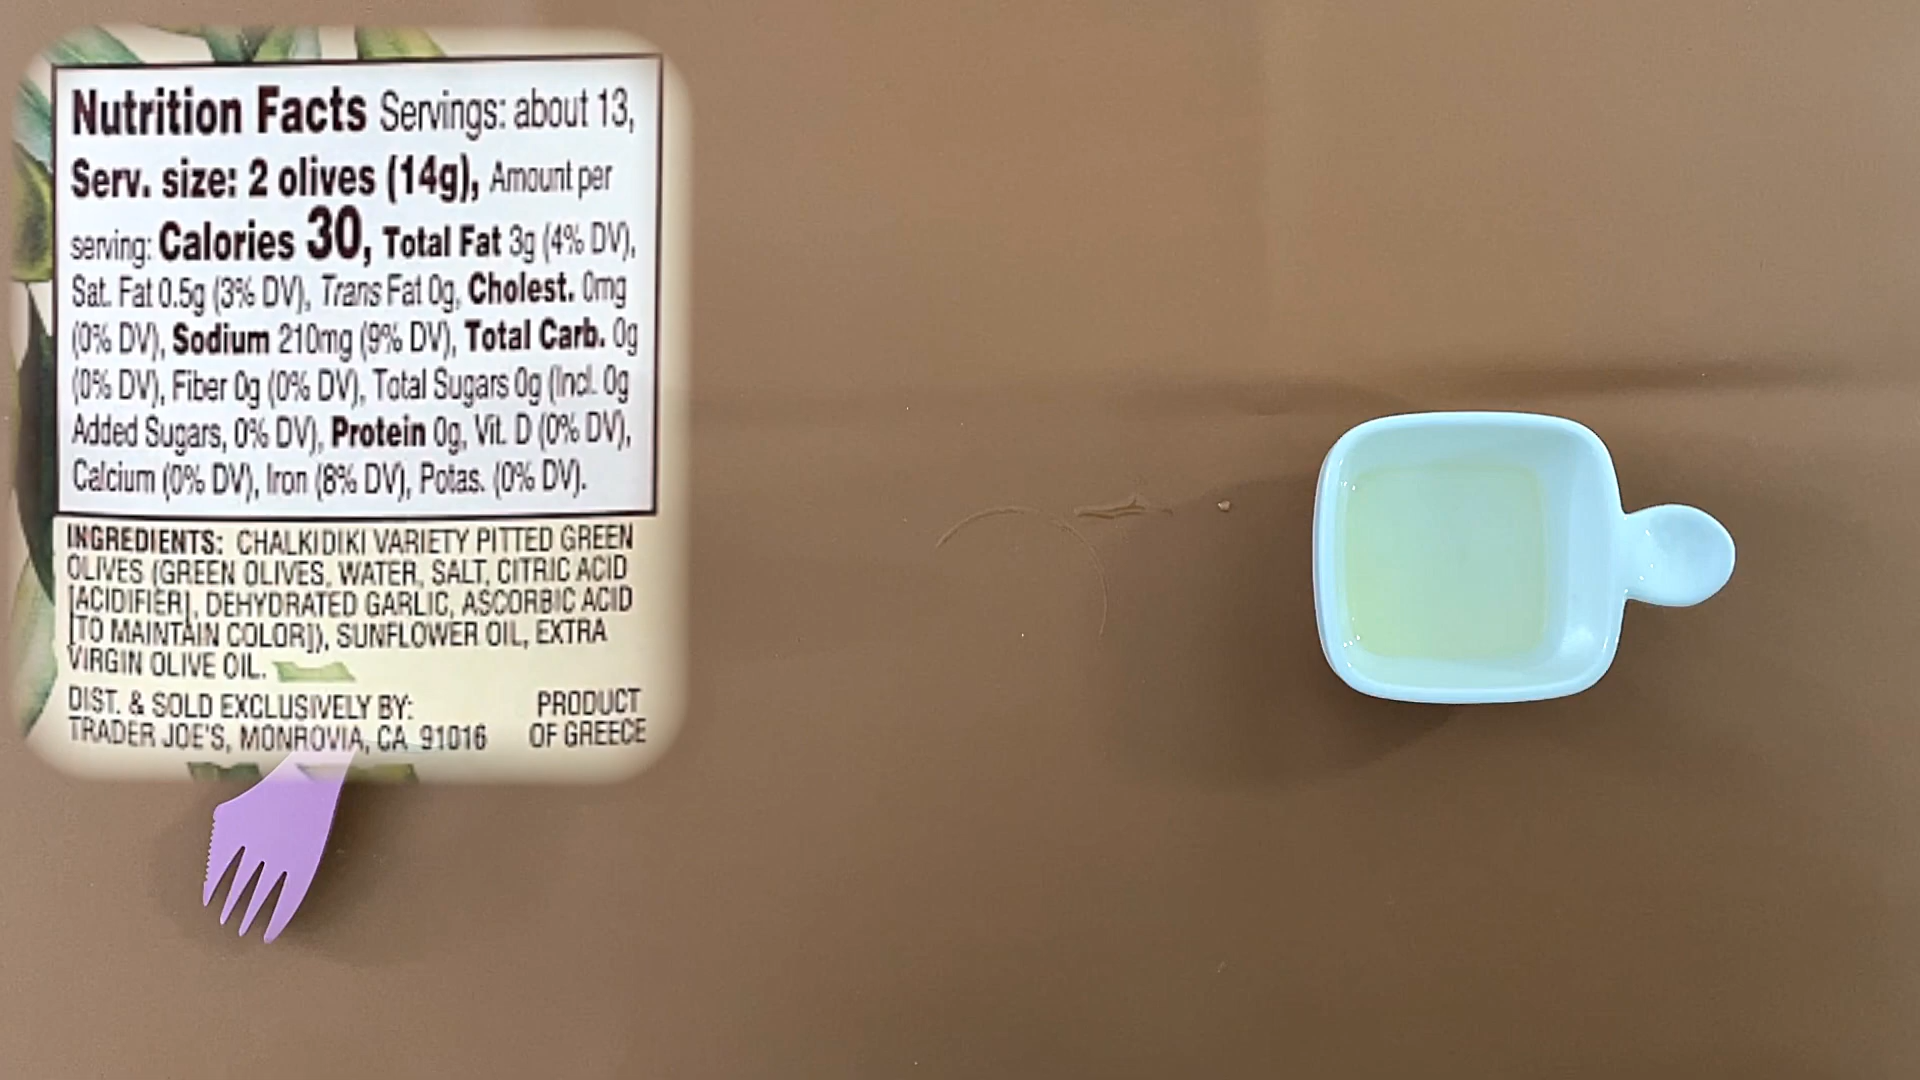 Nutrition Facts Servings: about 13,
Serv. size: 2 olives (14g), Amount per
serving: Calories 30, Total Fat 3g (4% DV),
Sat. Fat 0.5g (3% DV), Trans Fat 0g, Cholest. 0mg
(0% DV), Sodium 210mg (9% DV), Total Carb. 0g
(0% DV), Fiber 0g (0% DV), Total Sugars 0g (Incl. 0g
Added Sugars, 0% DV), Protein 0g, Vit. D (0% DV),
Calcium (0% DV), Iron (8% DV), Potas. (0% DV).
INGREDIENTS: CHALKIDIKI VARIETY PITTED GREEN
OLIVES (GREEN OLIVES, WATER, SALT, CITRIC ACID
[ACIDIFIER], DEHYDRATED GARLIC, ASCORBIC ACID
[TO MAINTAIN COLOR]), SUNFLOWER OIL, EXTRA
VIRGIN OLIVE OIL.
DIST. & SOLD EXCLUSIVELY BY:
TRADER JOE'S, MONROVIA, CA 91016
PRODUCT
OF GREECE